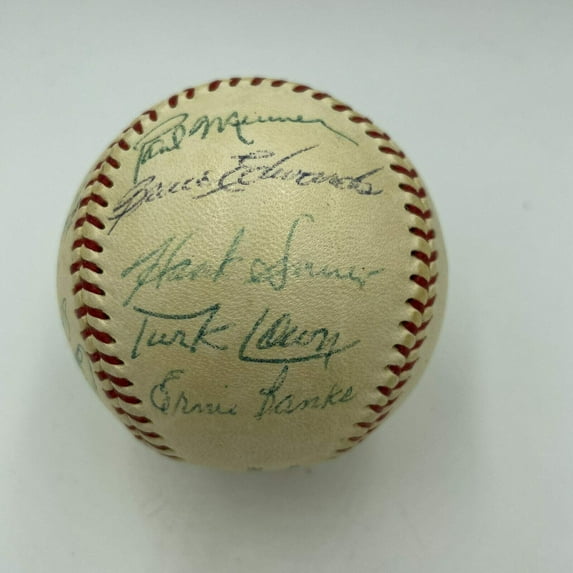 Paul Minner
Bruce Edwards
Hank Sauer
Turk Lown
Ernie Banks